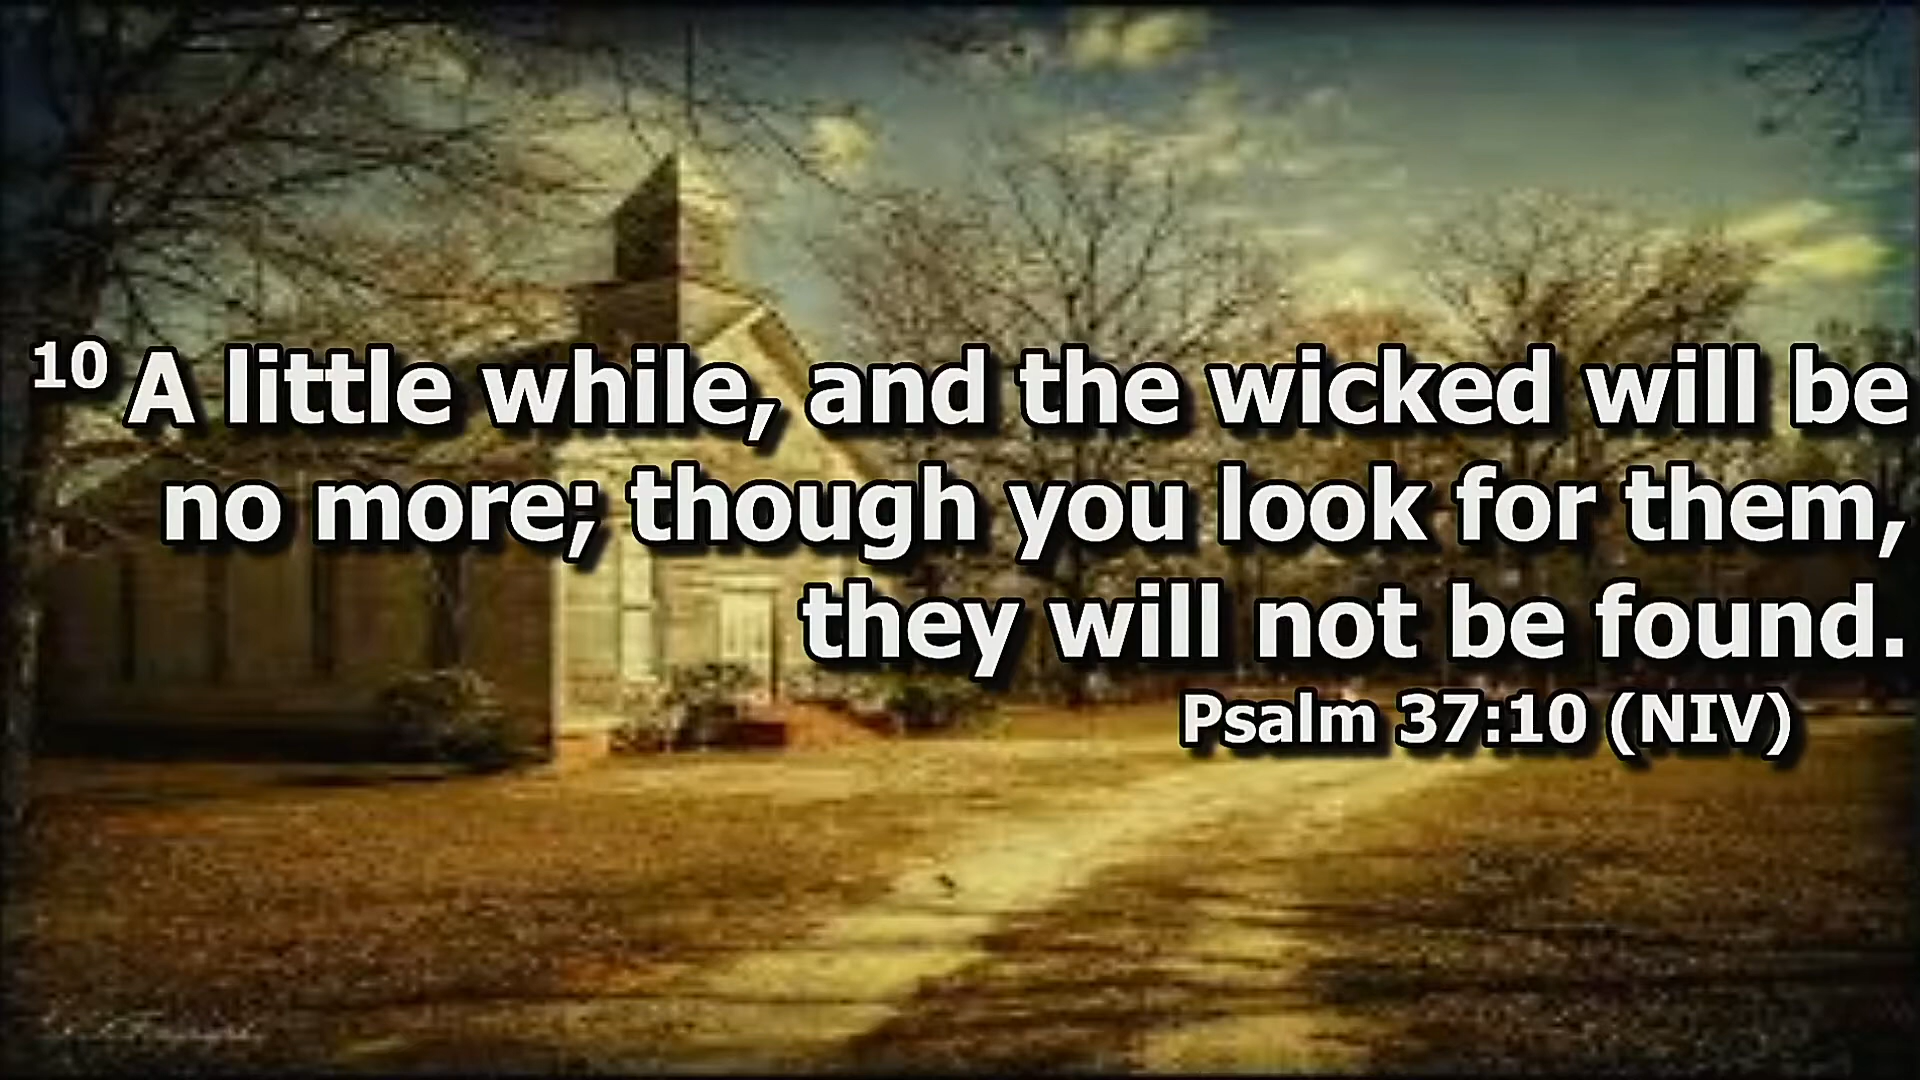 10 A little while, and the wicked will be
no more; though you look for them,
they will not be found.
Psalm 37:10 (NIV)